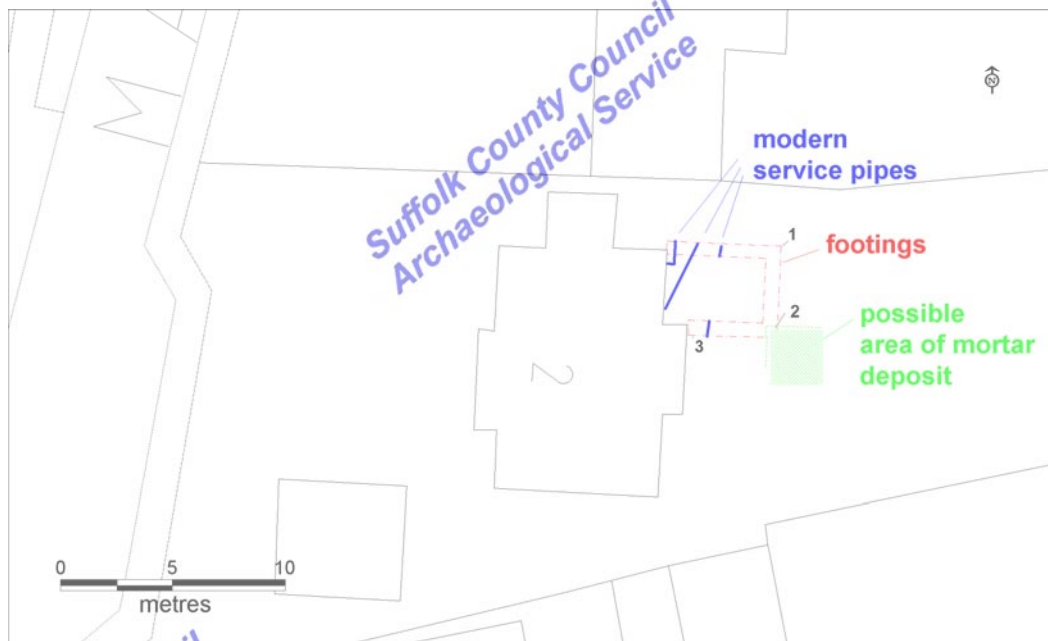 Suffolk County Council
Archaeological Service
N
modern
service pipes
1
footings
2
possible
area of mortar
deposit
3
2
0 5 10
metres
cil